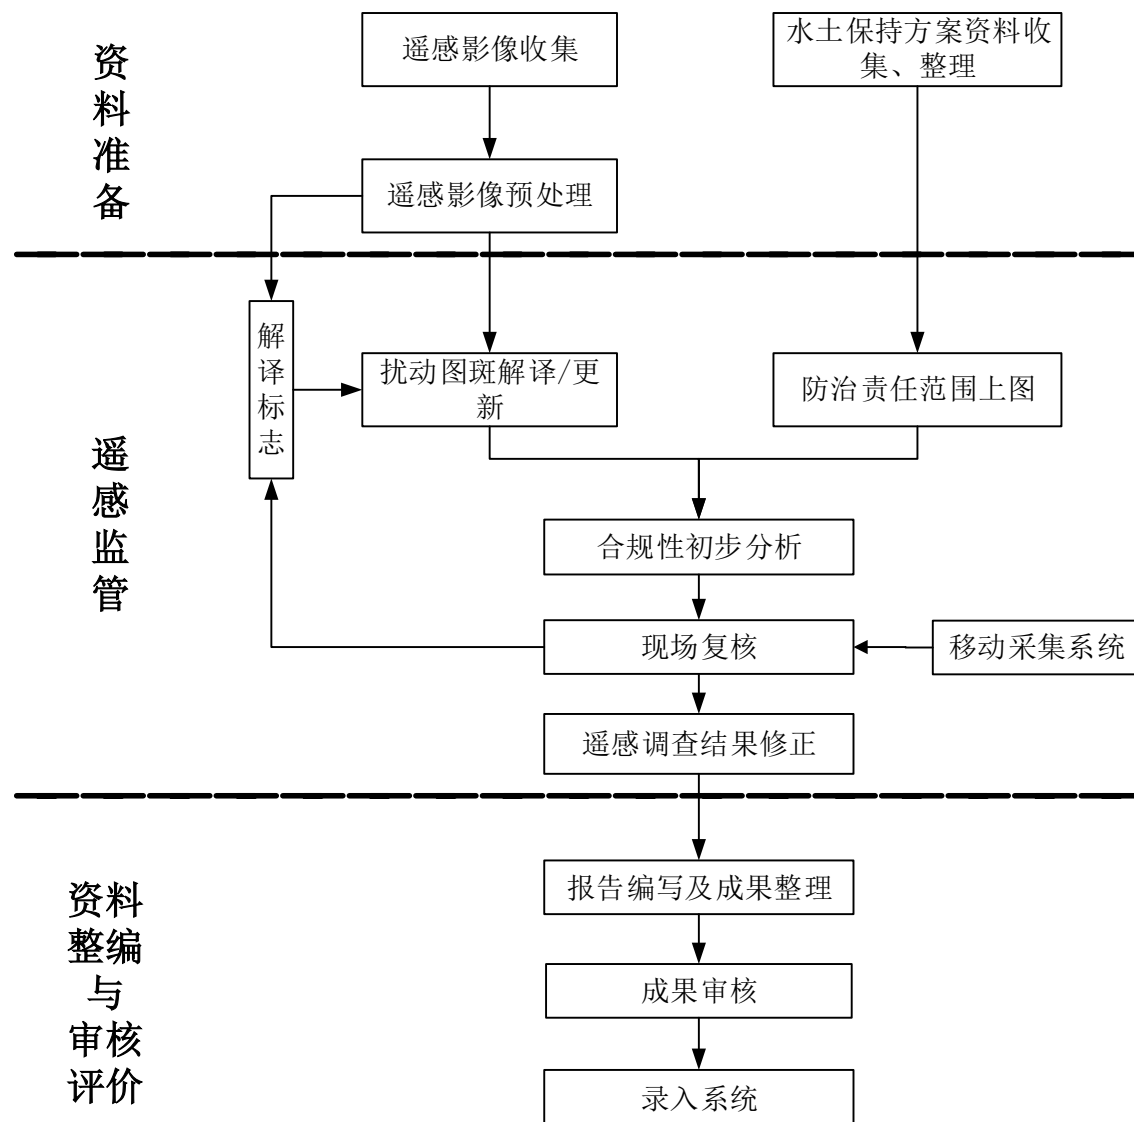 资
料
准
备
遥感影像收集
水土保持方案资料收
集、整理
遥感影像预处理
遥
感
监
管
解
译
标
志
扰动图斑解译/更
新
防治责任范围上图
合规性初步分析
现场复核
移动采集系统
遥感调查结果修正
资料
整编
与
审核
评价
报告编写及成果整理
成果审核
录入系统